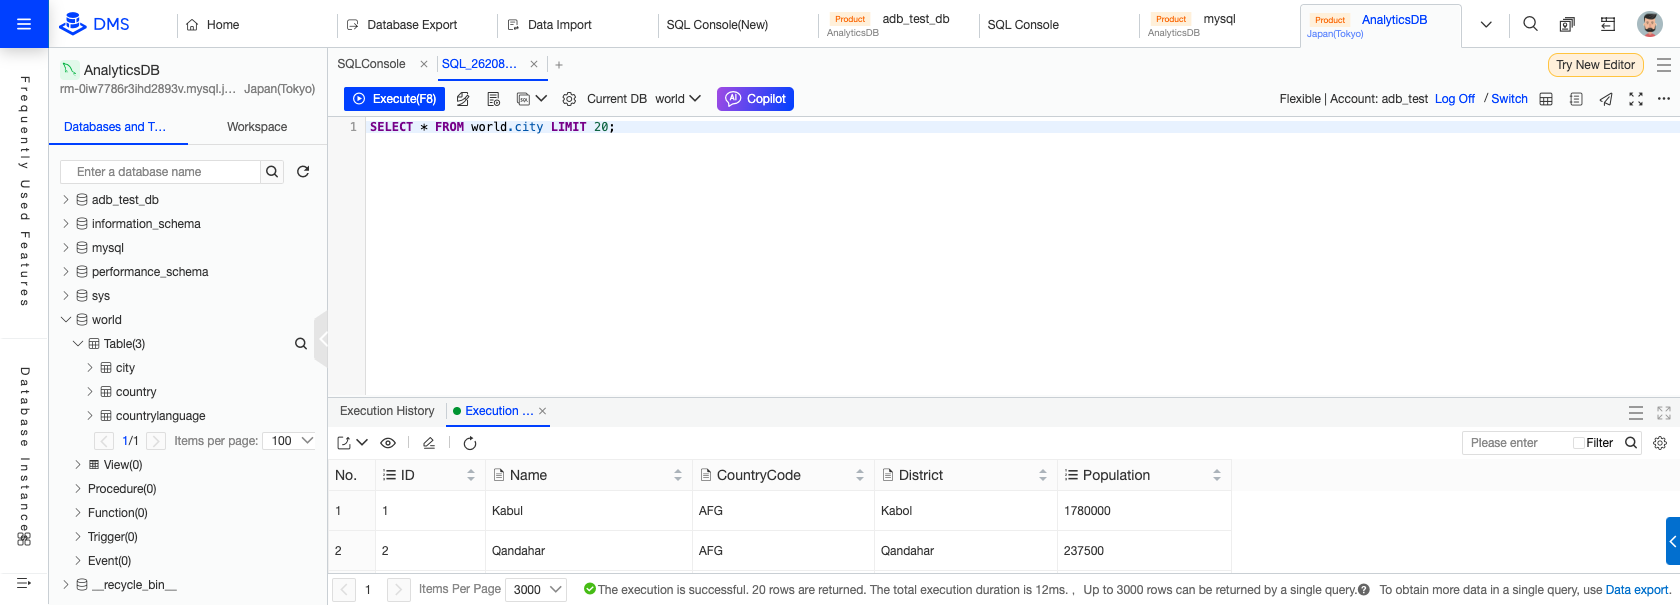 DMS
Home
Database Export
Data Import
SQL Console(New)
Product adb_test_db
AnalyticsDB
SQL Console
Product mysql
AnalyticsDB
Product AnalyticsDB
Japan(Tokyo)
Frequently Used Features
Database Instances
AnalyticsDB
rm-0iw7786r3ihd2893v.mysql.j... Japan(Tokyo)
Databases and T... Workspace
Enter a database name
adb_test_db
information_schema
mysql
performance_schema
sys
world
Table(3)
city
country
countrylanguage
1/1 Items per page: 100
View(0)
Procedure(0)
Function(0)
Trigger(0)
Event(0)
__recycle_bin__
SQLConsole SQL_26208...
Try New Editor
Execute(F8) Current DB world AI Copilot
Flexible | Account: adb_test Log Off / Switch
1 SELECT * FROM world.city LIMIT 20;
Execution History Execution ...
Please enter Filter
No. ID Name CountryCode District Population
1 1 Kabul AFG Kabol 1780000
2 2 Qandahar AFG Qandahar 237500
1 Items Per Page 3000 The execution is successful. 20 rows are returned. The total execution duration is 12ms. , Up to 3000 rows can be returned by a single query. To obtain more data in a single query, use Data export.